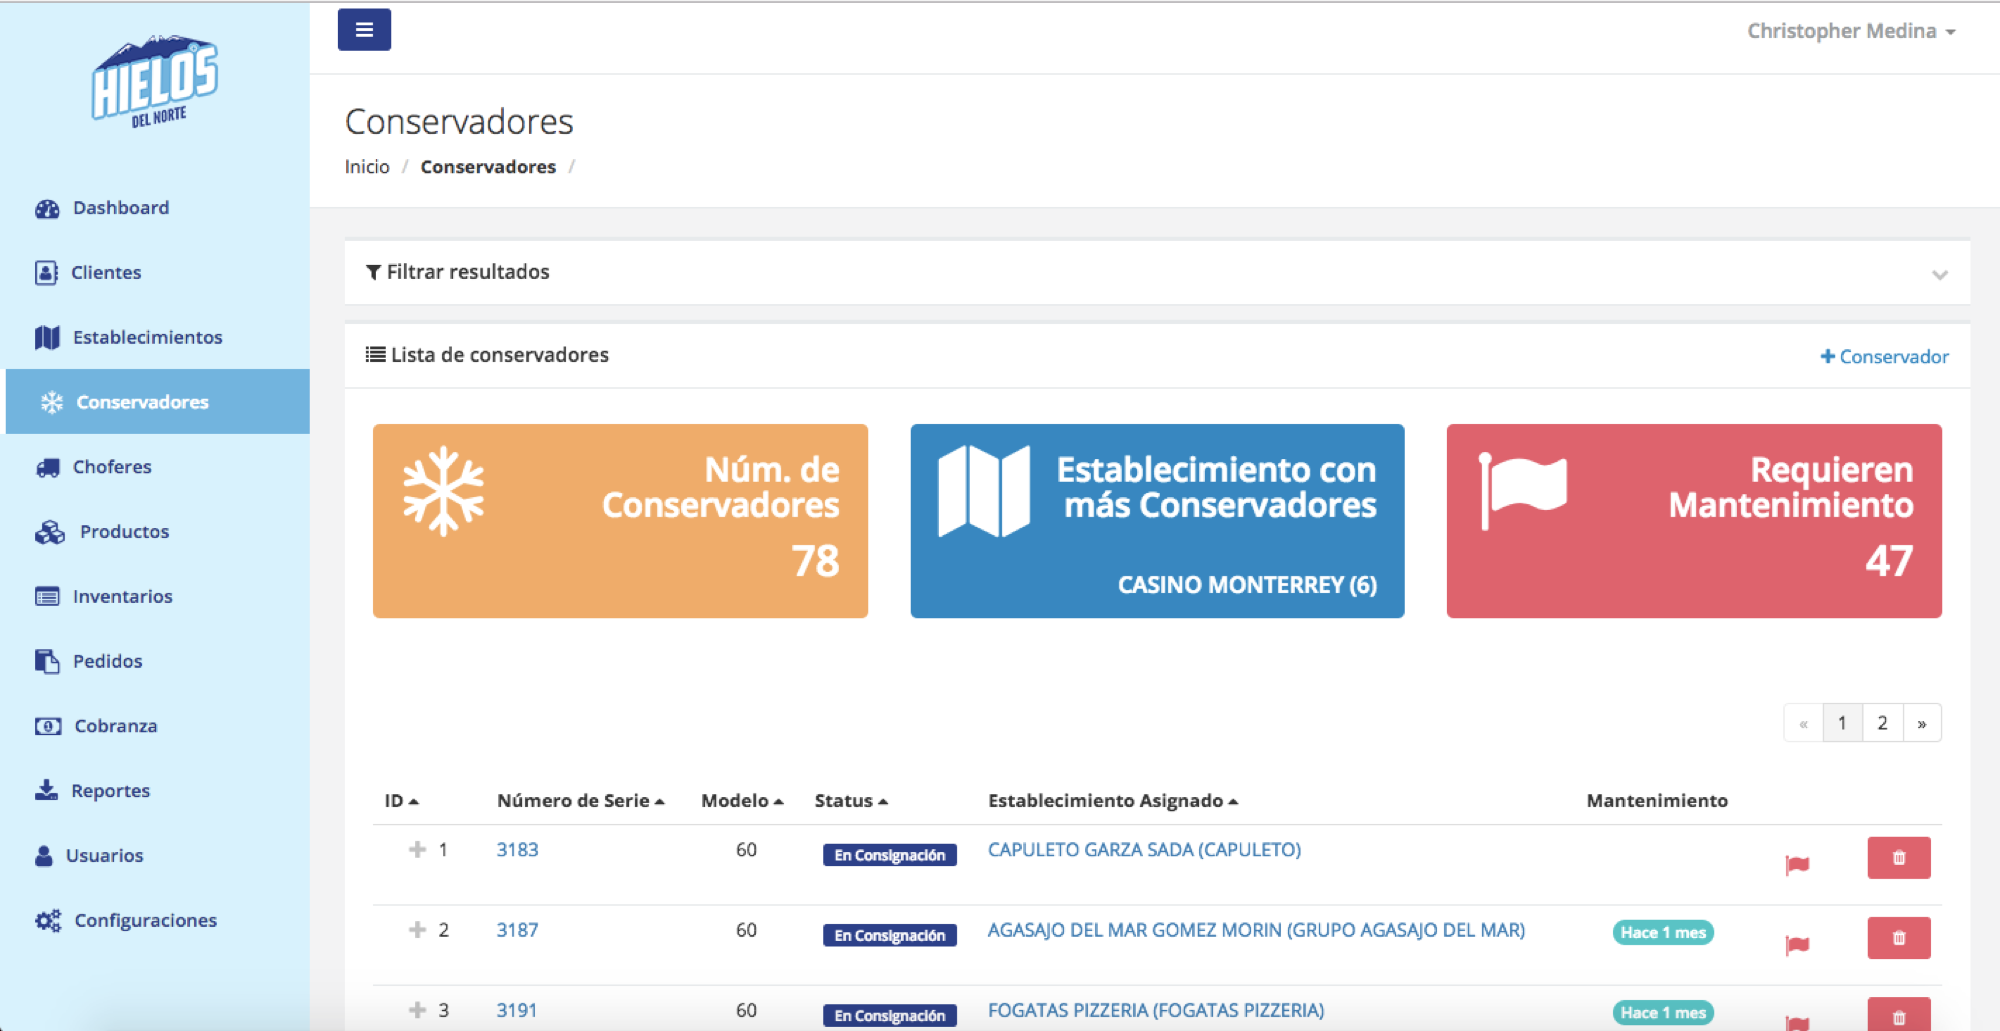 HIELOS
DEL NORTE
Christopher Medina
Conservadores
Inicio / Conservadores /
Dashboard
Clientes
Establecimientos
Conservadores
Choferes
Productos
Inventarios
Pedidos
Cobranza
Reportes
Usuarios
Configuraciones
Filtrar resultados
Lista de conservadores
+ Conservador
Núm. de
Conservadores
78
Establecimiento con
más Conservadores
CASINO MONTERREY (6)
Requieren
Mantenimiento
47
« 1 2 »
ID Número de Serie Modelo Status Establecimiento Asignado Mantenimiento
1 3183 60 En Consignación CAPULETO GARZA SADA (CAPULETO)
2 3187 60 En Consignación AGASAJO DEL MAR GOMEZ MORIN (GRUPO AGASAJO DEL MAR) Hace 1 mes
3 3191 60 En Consignación FOGATAS PIZZERIA (FOGATAS PIZZERIA) Hace 1 mes